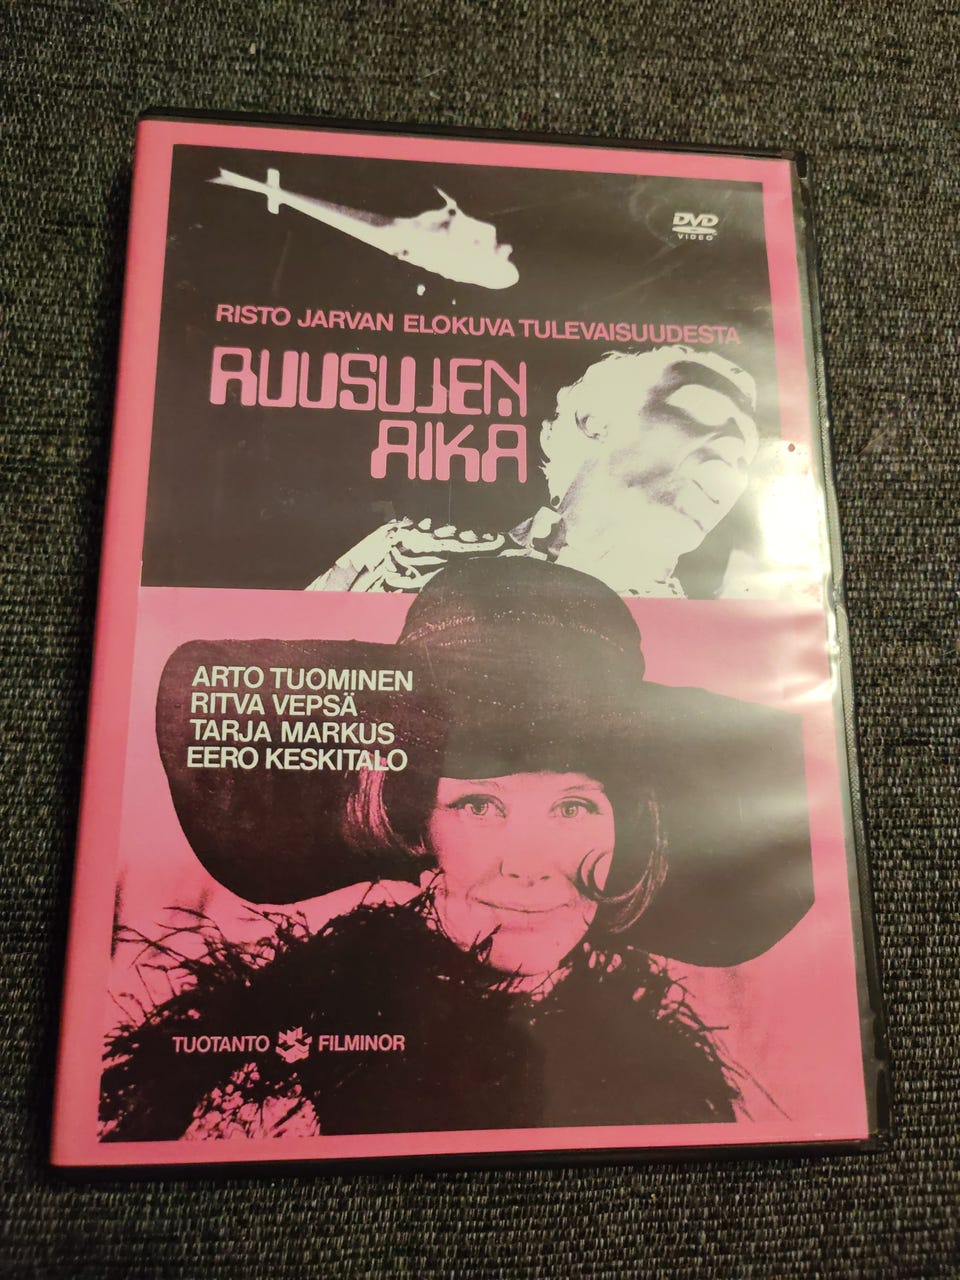 DVD
VIDEO
RISTO JARVAN ELOKUVA TULEVAISUUDESTA
RUUSUJEN
AIKA
ARTO TUOMINEN
RITVA VEPSÄ
TARJA MARKUS
EERO KESKITALO
TUOTANTO FILMINOR